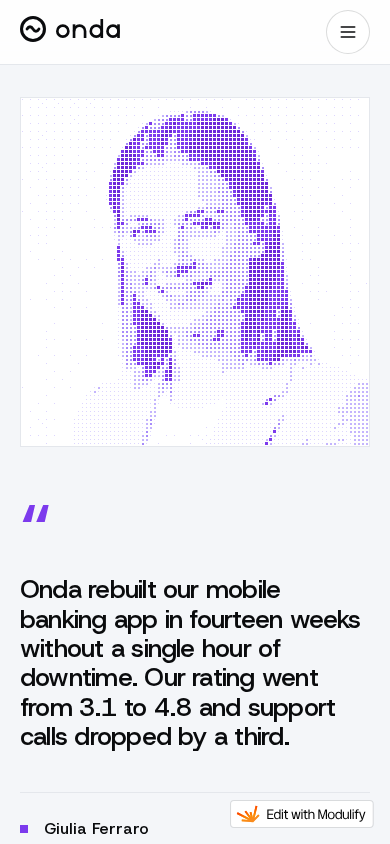 onda
“
Onda rebuilt our mobile
banking app in fourteen weeks
without a single hour of
downtime. Our rating went
from 3.1 to 4.8 and support
calls dropped by a third.
Edit with Modulify
Giulia Ferraro